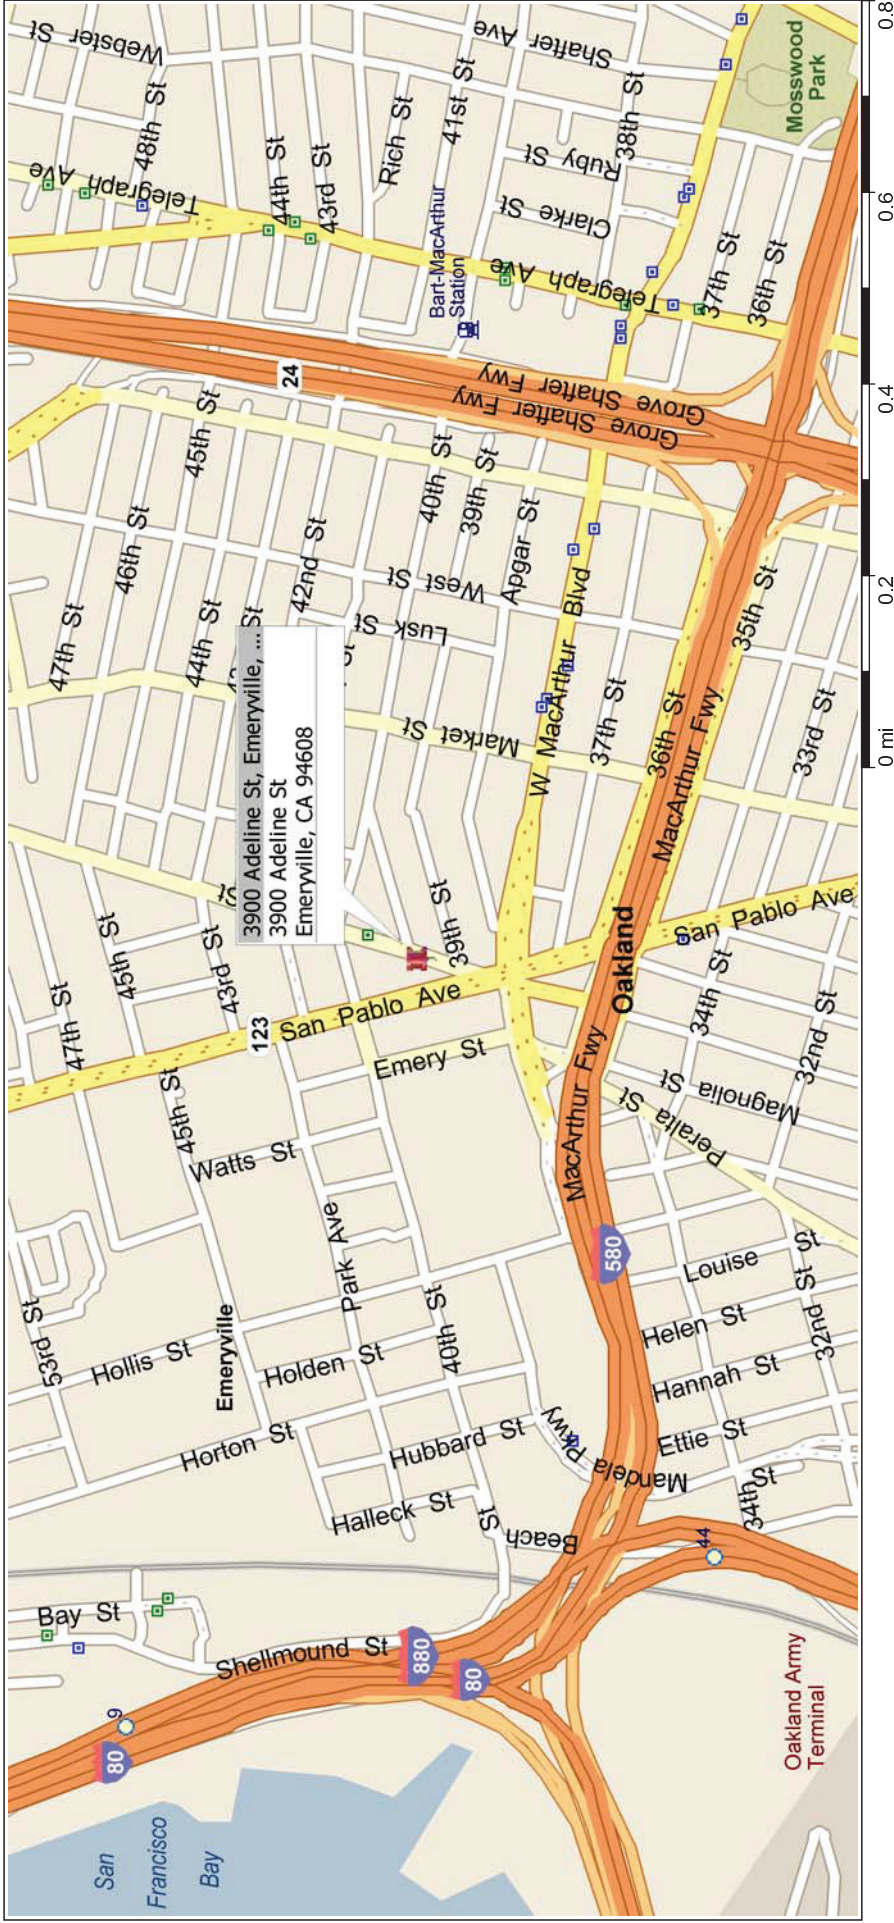 Webster St
Shafter Ave
Mosswood
Park
48th St
Telegraph Ave
44th St
43rd St
Rich St
41st St
38th St
Ruby St
Clarke St
Bart-MacArthur
Station
Telegraph Ave
37th St
36th St
24
Grove Shafter Fwy
Grove Shafter Fwy
45th St
46th St
47th St
44th St
42nd St
40th St
39th St
Apgar St
West St
Lusk St
Market St
W MacArthur Blvd
37th St
36th St
35th St
MacArthur Fwy
33rd St
St
St
3900 Adeline St, Emeryville, ...
3900 Adeline St
Emeryville, CA 94608
St
39th St
45th St
43rd St
47th St
123
San Pablo Ave
San Pablo Ave
Oakland
34th St
32nd St
Emery St
MacArthur Fwy
Magnolia St
Peralta St
45th St
Watts St
Park Ave
580
Louise St
Helen St
Hannah St
Ettie St
32nd St
34th St
53rd St
Hollis St
Emeryville
Holden St
40th St
Horton St
Hubbard St
Halleck St
Mandela Pkwy
Beach St
44
Bay St
Shellmound St
880
80
9
80
Oakland Army
Terminal
San
Francisco
Bay
0 mi
0.2
0.4
0.6
0.8